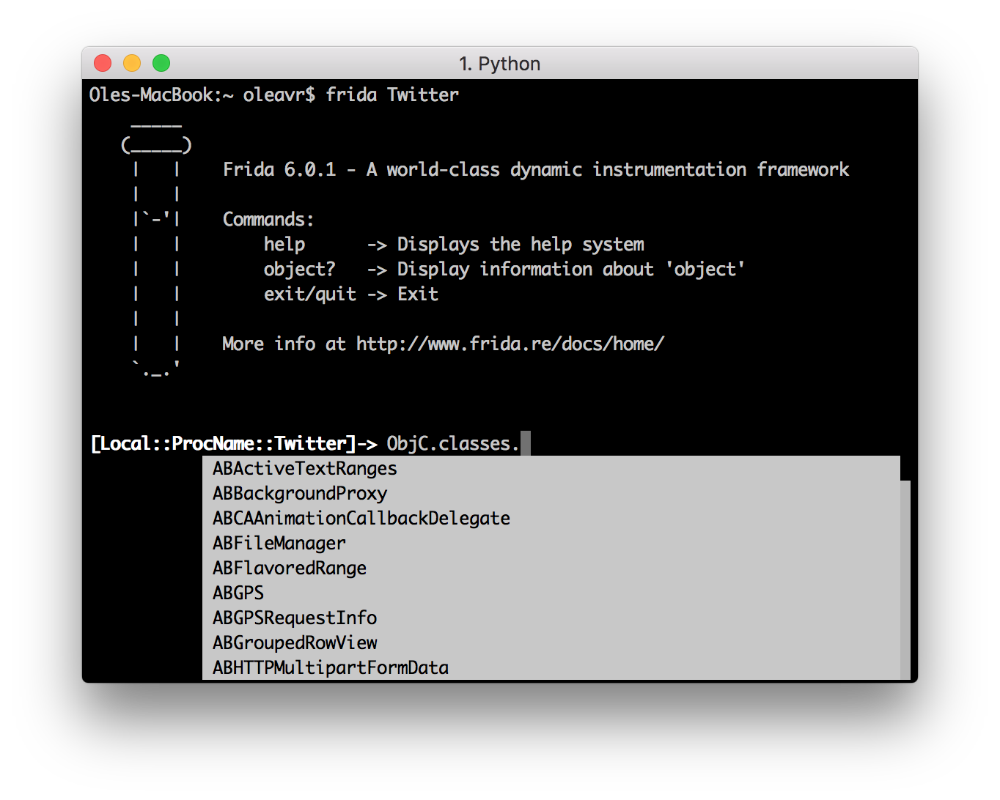 1. Python
Oles-MacBook:~ oleavr$ frida Twitter
     _____
    (_____)
     |   |    Frida 6.0.1 - A world-class dynamic instrumentation framework
     |   |
     |`-'|    Commands:
     |   |        help      -> Displays the help system
     |   |        object?   -> Display information about 'object'
     |   |        exit/quit -> Exit
     |   |
     |   |    More info at http://www.frida.re/docs/home/
     `._.'
[Local::ProcName::Twitter]-> ObjC.classes.
ABActiveTextRanges
ABBackgroundProxy
ABCAAnimationCallbackDelegate
ABFileManager
ABFlavoredRange
ABGPS
ABGPSRequestInfo
ABGroupedRowView
ABHTTPMultipartFormData